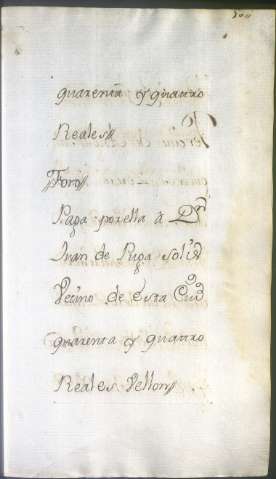 quarenta y quatro
Reales
Foro
Paga por ella à Dn
Juan de Puga
Vecino de esta Ciud
quarenta y quatro
Reales Vellon